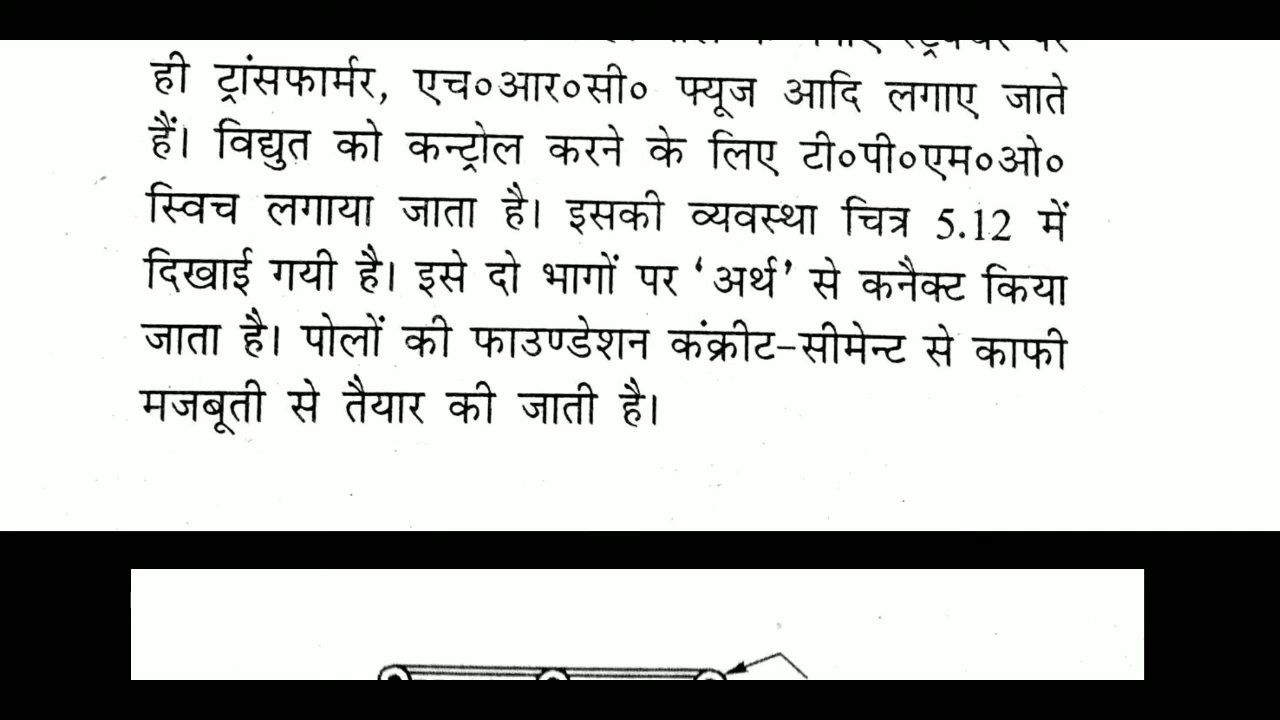 ही ट्रांसफार्मर, एच०आर०सी० फ्यूज आदि लगाए जाते
हैं। विद्युत को कन्ट्रोल करने के लिए टी०पी०एम०ओ०
स्विच लगाया जाता है। इसकी व्यवस्था चित्र 5.12 में
दिखाई गयी है। इसे दो भागों पर ‘अर्थ’ से कनैक्ट किया
जाता है। पोलों की फाउण्डेशन कंक्रीट-सीमेन्ट से काफी
मजबूती से तैयार की जाती है।